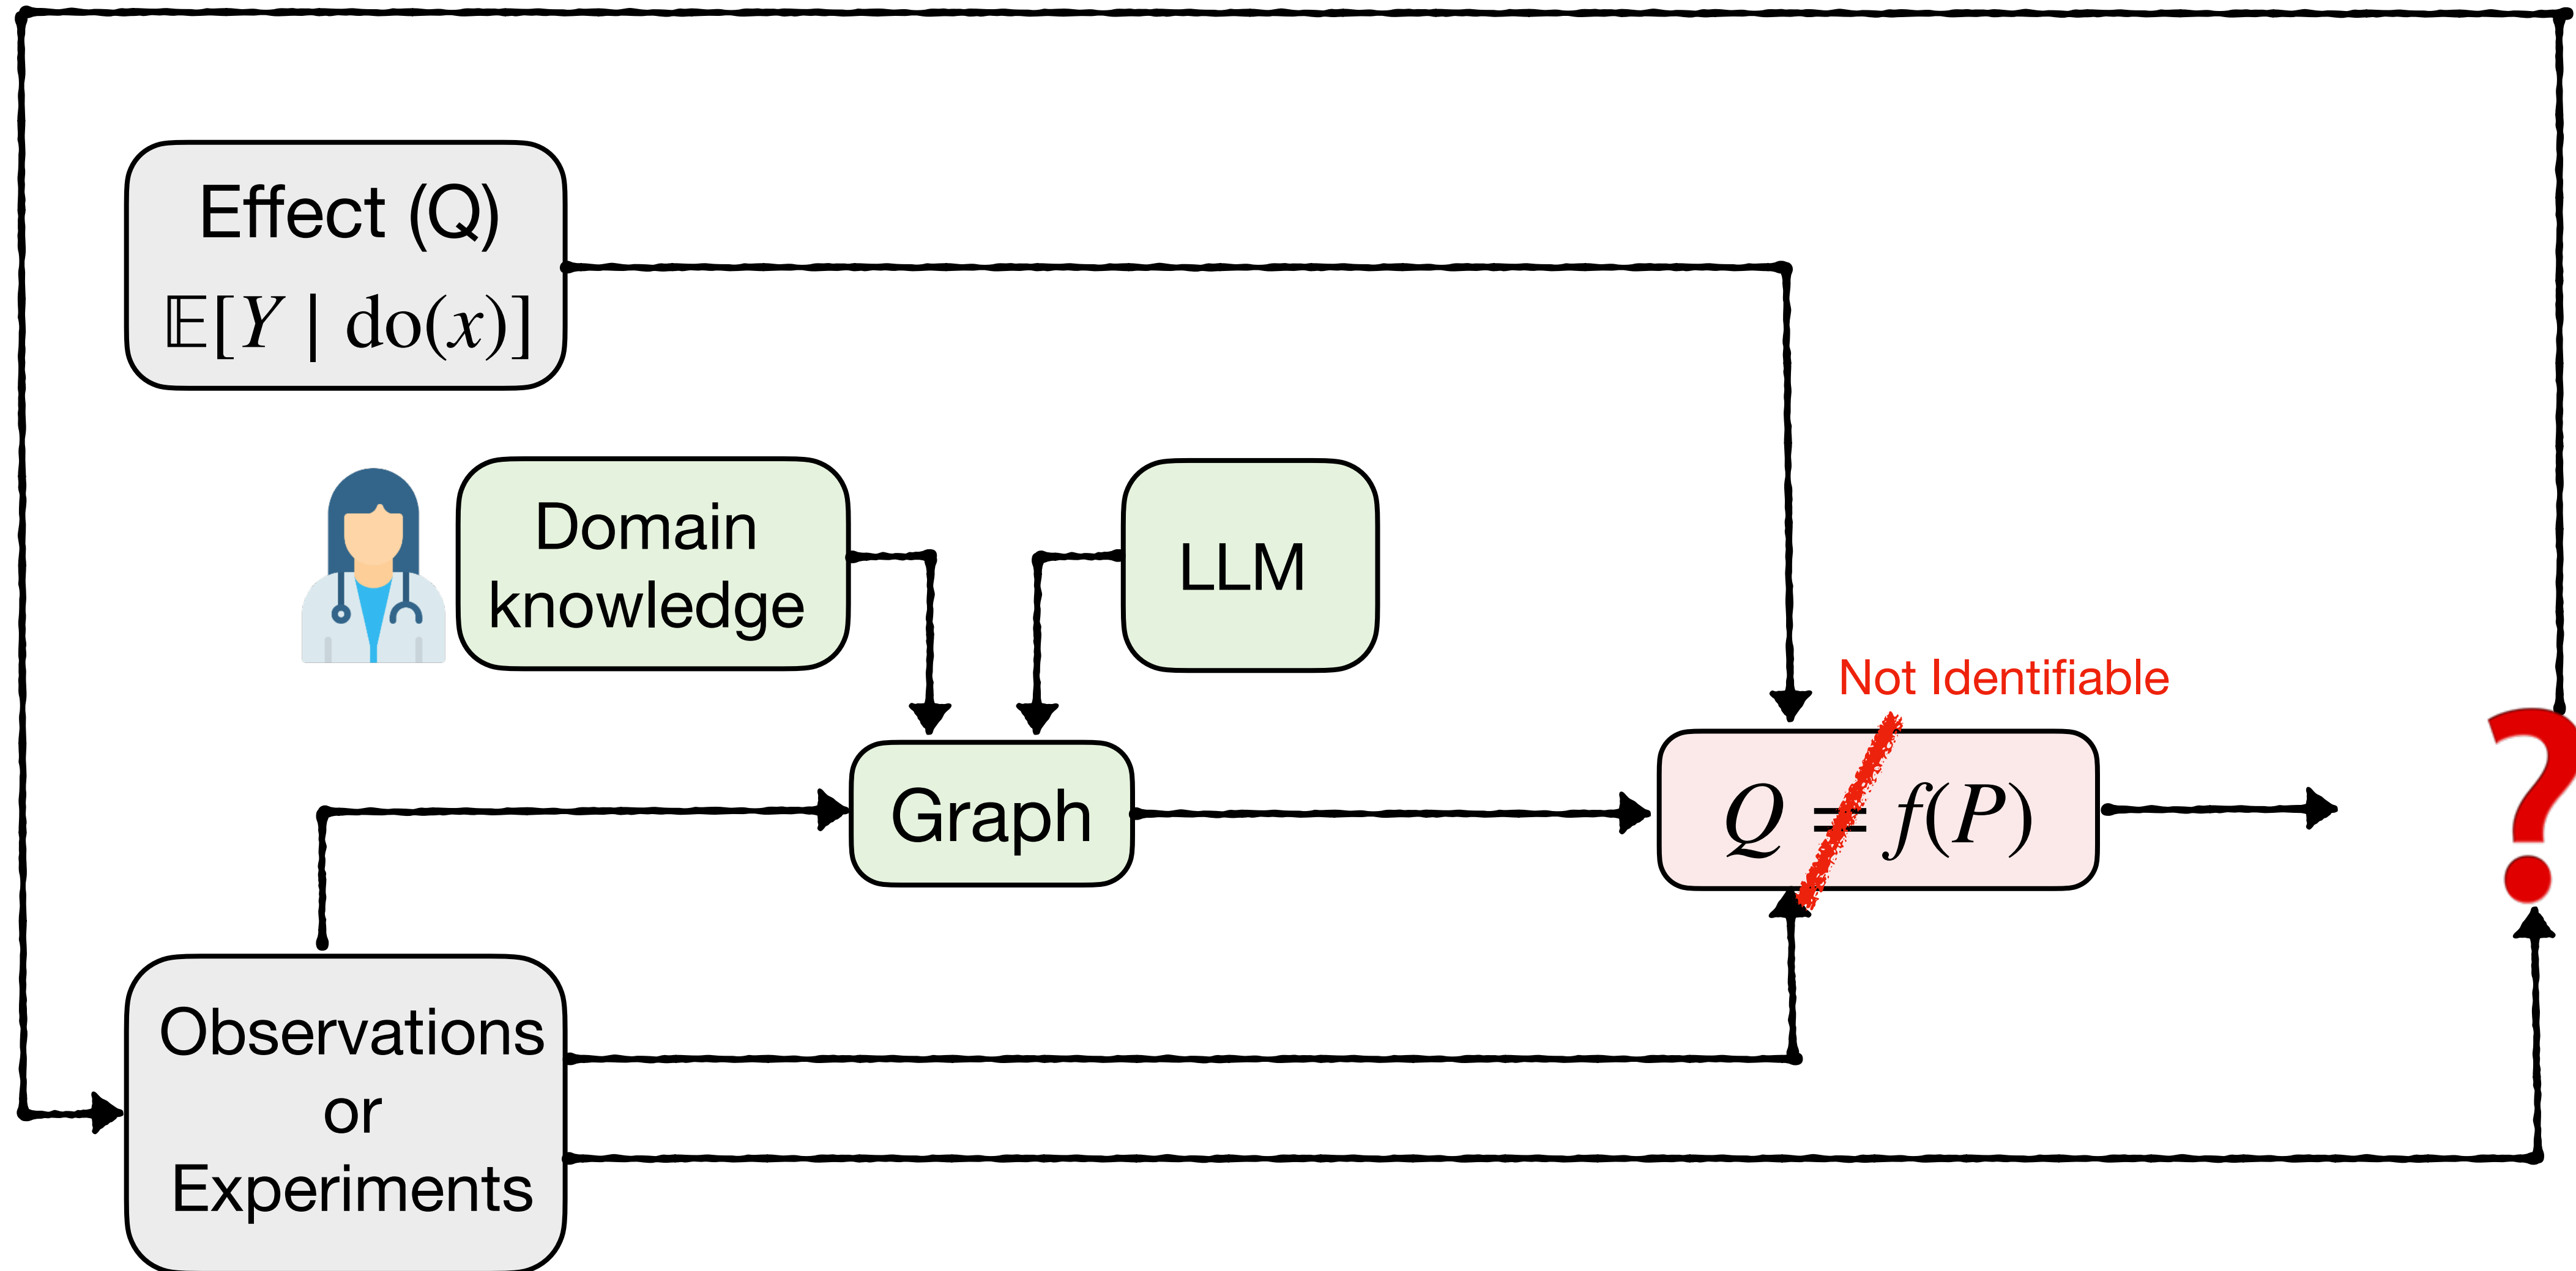 Effect (Q)
𝔼[Y | do(x)]
Domain
knowledge
LLM
Not Identifiable
Graph
Q = f(P)
?
Observations
or
Experiments